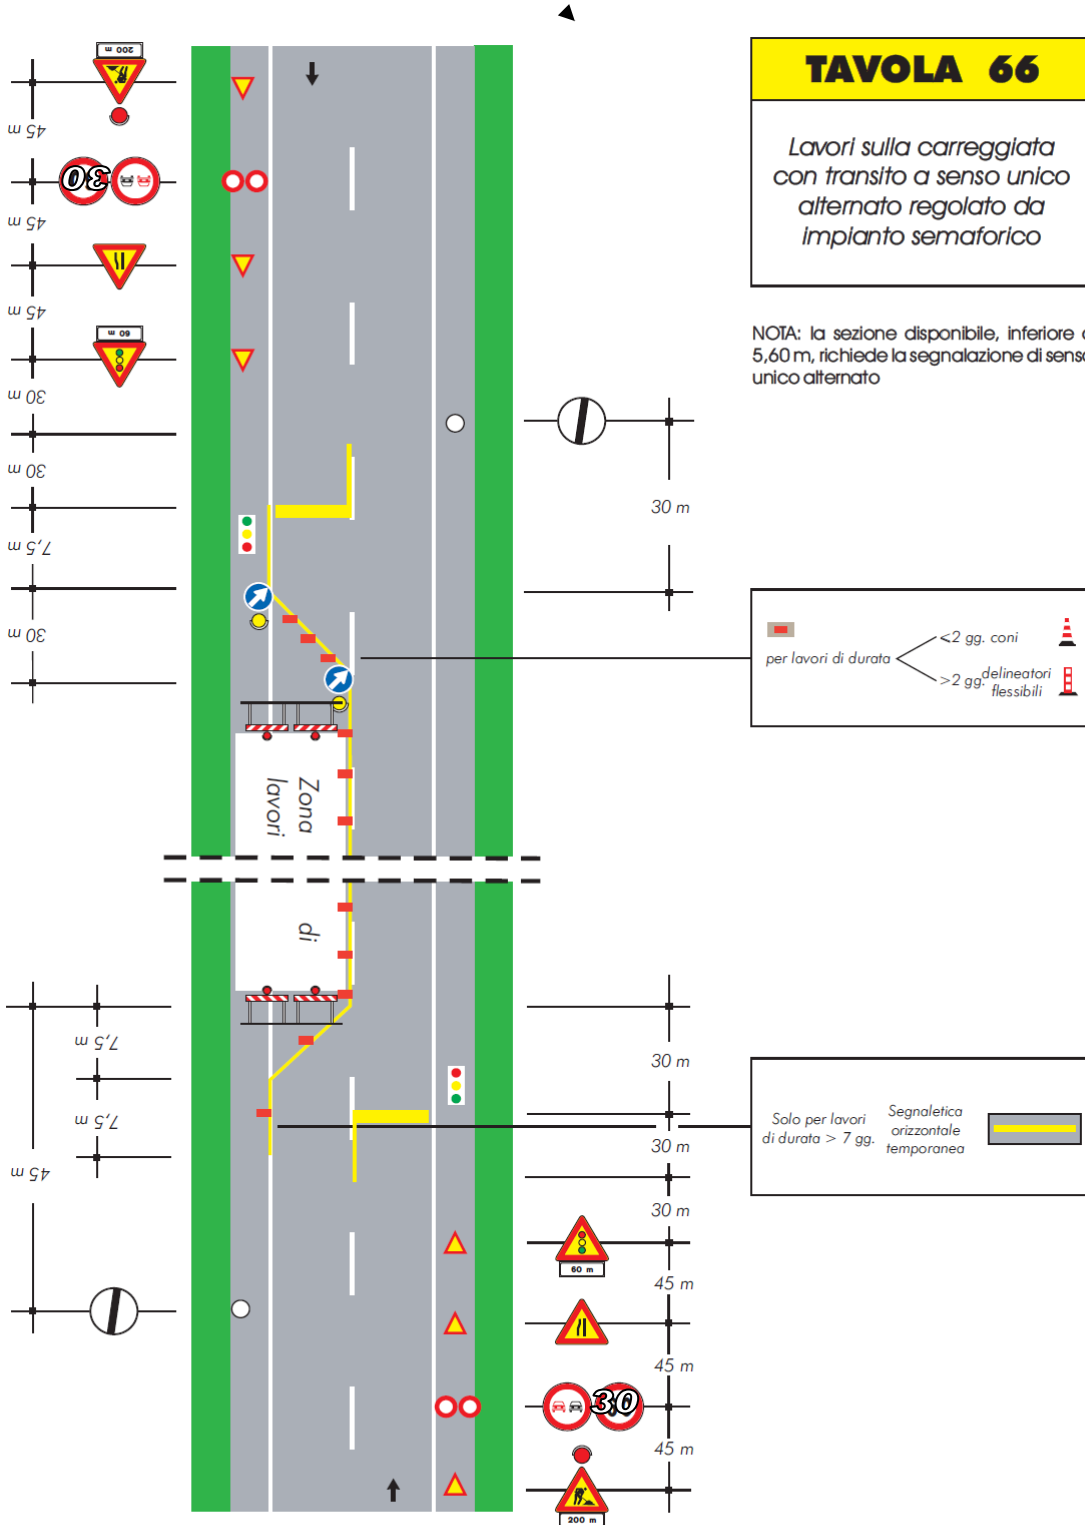 TAVOLA 66
Lavori sulla carreggiata
con transito a senso unico
alternato regolato da
impianto semaforico
NOTA: la sezione disponibile, inferiore a
5,60 m, richiede la segnalazione di senso
unico alternato
200 m
45 m
30
45 m
45 m
60 m
30 m
30 m
7,5 m
30 m
30 m
per lavori di durata
<2 gg. coni
>2 gg. delineatori
flessibili
Zona
lavori
di
7,5 m
7,5 m
45 m
30 m
30 m
30 m
Solo per lavori
di durata > 7 gg.
Segnaletica
orizzontale
temporanea
60 m
45 m
45 m
30
45 m
200 m